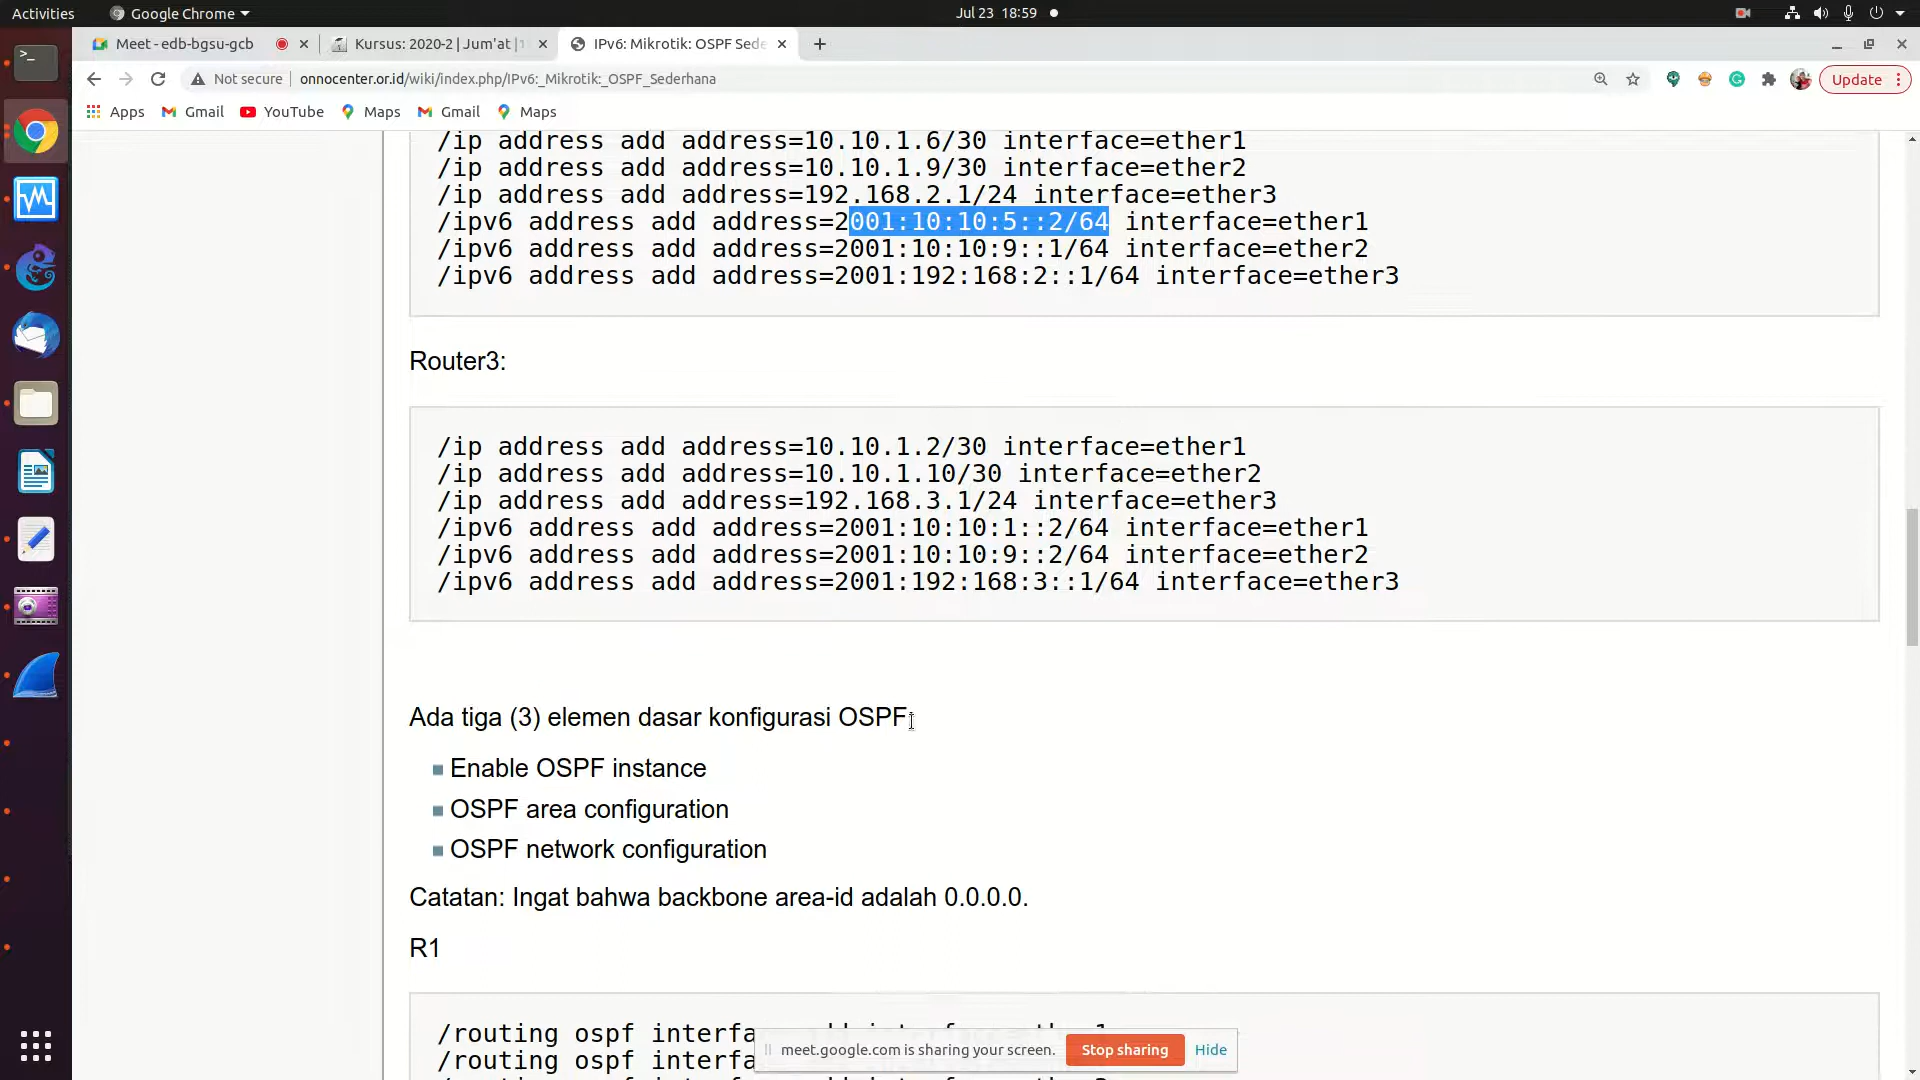 Activities Google Chrome Jul 23 18:59
Meet - edb-bgsu-gcb Kursus: 2020-2 | Jum'at | IPv6: Mikrotik: OSPF Sede
Not secure onnocenter.or.id/wiki/index.php/IPv6:_Mikrotik:_OSPF_Sederhana Update
Apps Gmail YouTube Maps Gmail Maps
/ip address add address=10.10.1.6/30 interface=ether1
/ip address add address=10.10.1.9/30 interface=ether2
/ip address add address=192.168.2.1/24 interface=ether3
/ipv6 address add address=2001:10:10:5::2/64 interface=ether1
/ipv6 address add address=2001:10:10:9::1/64 interface=ether2
/ipv6 address add address=2001:192:168:2::1/64 interface=ether3
Router3:
/ip address add address=10.10.1.2/30 interface=ether1
/ip address add address=10.10.1.10/30 interface=ether2
/ip address add address=192.168.3.1/24 interface=ether3
/ipv6 address add address=2001:10:10:1::2/64 interface=ether1
/ipv6 address add address=2001:10:10:9::2/64 interface=ether2
/ipv6 address add address=2001:192:168:3::1/64 interface=ether3
Ada tiga (3) elemen dasar konfigurasi OSPF:
Enable OSPF instance
OSPF area configuration
OSPF network configuration
Catatan: Ingat bahwa backbone area-id adalah 0.0.0.0.
R1
/routing ospf interfa
/routing ospf interfa
meet.google.com is sharing your screen. Stop sharing Hide